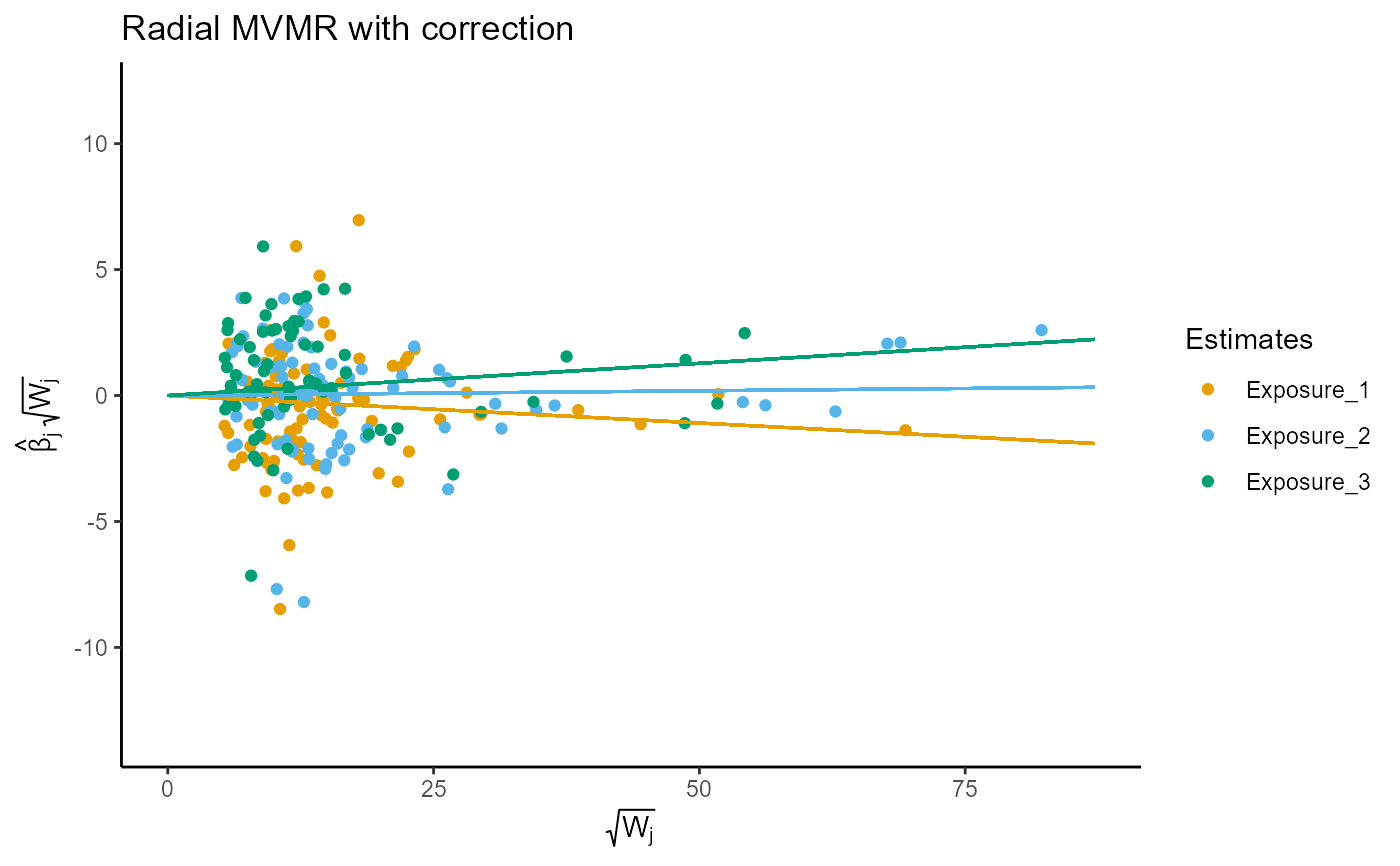 Radial MVMR with correction
10
5
0
-5
-10
β̂ⱼ√Wⱼ
0 25 50 75
√Wⱼ
Estimates
Exposure_1
Exposure_2
Exposure_3